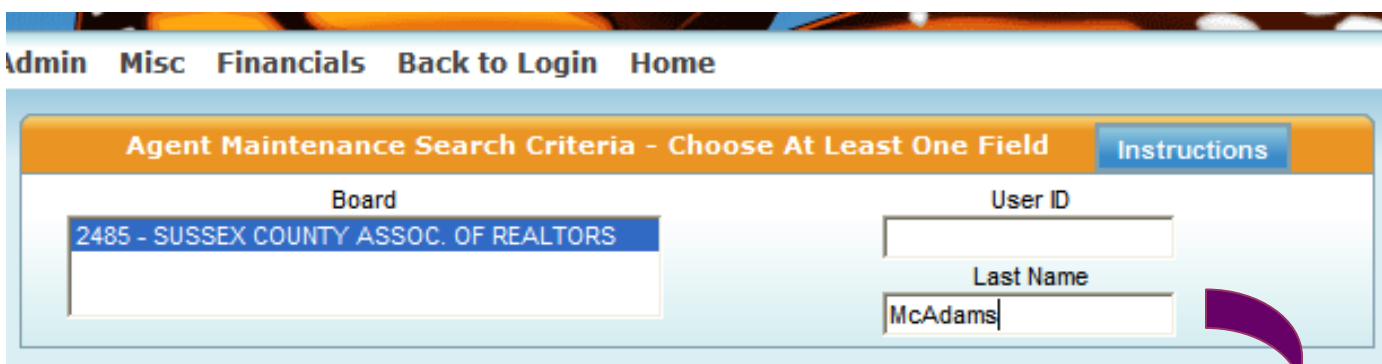 Admin Misc Financials Back to Login Home
Agent Maintenance Search Criteria - Choose At Least One Field Instructions
Board User ID
2485 - SUSSEX COUNTY ASSOC. OF REALTORS
Last Name
McAdams